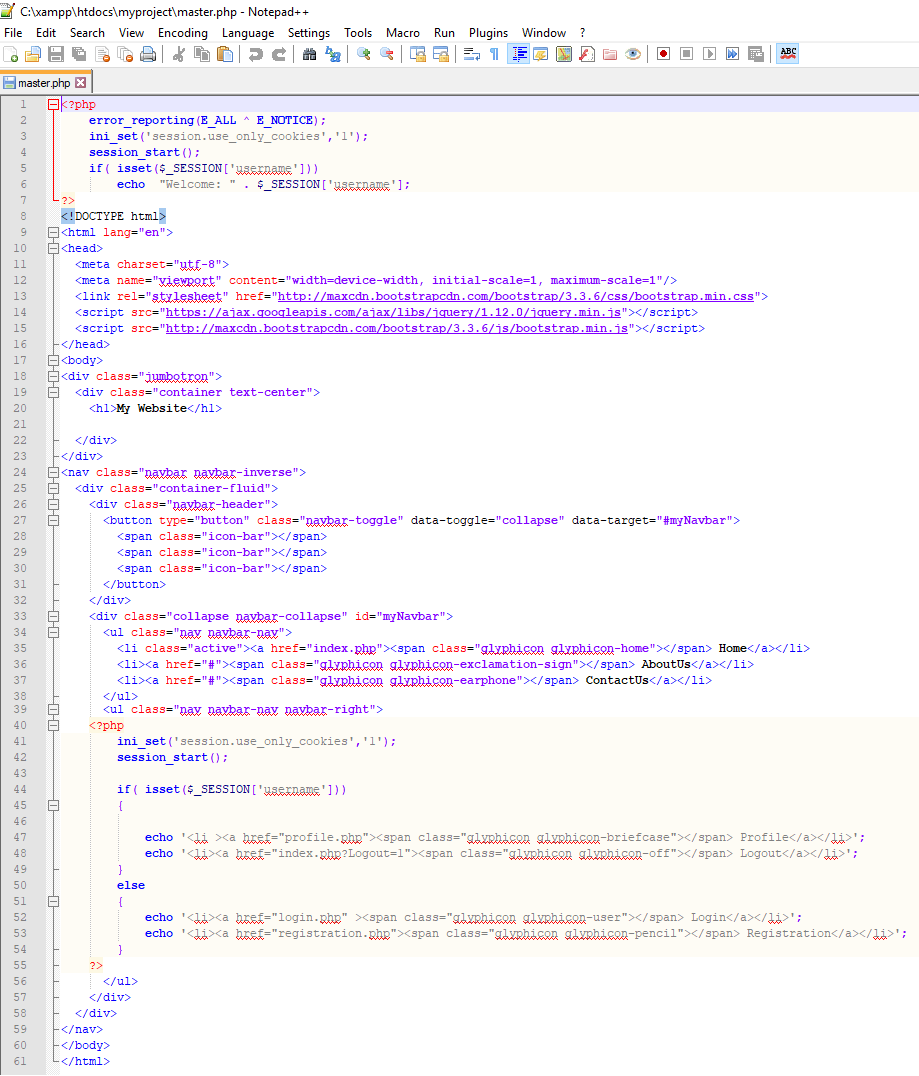 C:\xampp\htdocs\myproject\master.php - Notepad++
File Edit Search View Encoding Language Settings Tools Macro Run Plugins Window ?
ABC
master.php
1 <?php
2 error_reporting(E_ALL ^ E_NOTICE);
3 ini_set('session.use_only_cookies','1');
4 session_start();
5 if( isset($_SESSION['username']))
6 echo  "Welcome: " . $_SESSION['username'];
7 ?>
8 <!DOCTYPE html>
9 <html lang="en">
10 <head>
11 <meta charset="utf-8">
12 <meta name="viewport" content="width=device-width, initial-scale=1, maximum-scale=1"/>
13 <link rel="stylesheet" href="http://maxcdn.bootstrapcdn.com/bootstrap/3.3.6/css/bootstrap.min.css">
14 <script src="https://ajax.googleapis.com/ajax/libs/jquery/1.12.0/jquery.min.js"></script>
15 <script src="http://maxcdn.bootstrapcdn.com/bootstrap/3.3.6/js/bootstrap.min.js"></script>
16 </head>
17 <body>
18 <div class="jumbotron">
19 <div class="container text-center">
20 <h1>My Website</h1>
21
22 </div>
23 </div>
24 <nav class="navbar navbar-inverse">
25 <div class="container-fluid">
26 <div class="navbar-header">
27 <button type="button" class="navbar-toggle" data-toggle="collapse" data-target="#myNavbar">
28 <span class="icon-bar"></span>
29 <span class="icon-bar"></span>
30 <span class="icon-bar"></span>
31 </button>
32 </div>
33 <div class="collapse navbar-collapse" id="myNavbar">
34 <ul class="nav navbar-nav">
35 <li class="active"><a href="index.php"><span class="glyphicon glyphicon-home"></span> Home</a></li>
36 <li><a href="#"><span class="glyphicon glyphicon-exclamation-sign"></span> AboutUs</a></li>
37 <li><a href="#"><span class="glyphicon glyphicon-earphone"></span> ContactUs</a></li>
38 </ul>
39 <ul class="nav navbar-nav navbar-right">
40 <?php
41 ini_set('session.use_only_cookies','1');
42 session_start();
43
44 if( isset($_SESSION['username']))
45 {
46
47 echo '<li ><a href="profile.php"><span class="glyphicon glyphicon-briefcase"></span> Profile</a></li>';
48 echo '<li><a href="index.php?Logout=1"><span class="glyphicon glyphicon-off"></span> Logout</a></li>';
49 }
50 else
51 {
52 echo '<li><a href="login.php" ><span class="glyphicon glyphicon-user"></span> Login</a></li>';
53 echo '<li><a href="registration.php"><span class="glyphicon glyphicon-pencil"></span> Registration</a></li>';
54 }
55 ?>
56 </ul>
57 </div>
58 </div>
59 </nav>
60 </body>
61 </html>